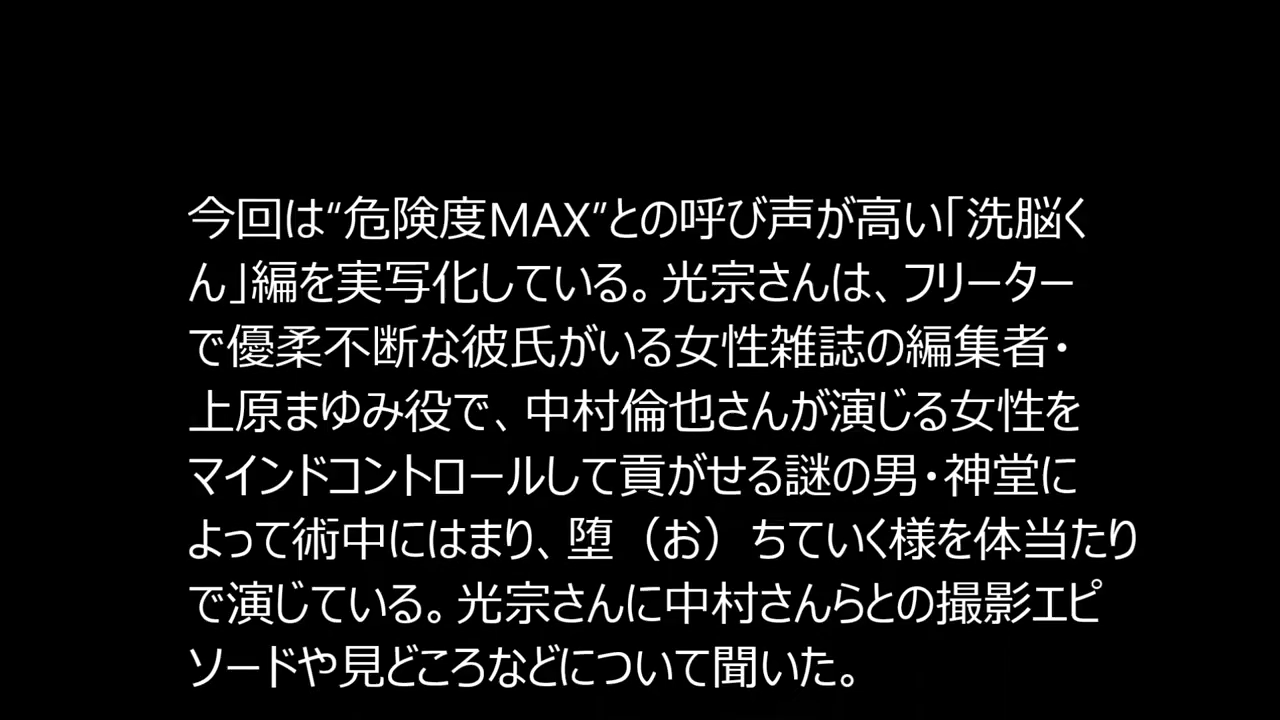 今回は“危険度MAX”との呼び声が高い「洗脳く
ん」編を実写化している。光宗さんは、フリーター
で優柔不断な彼氏がいる女性雑誌の編集者・
上原まゆみ役で、中村倫也さんが演じる女性を
マインドコントロールして貢がせる謎の男・神堂に
よって術中にはまり、堕（お）ちていく様を体当たり
で演じている。光宗さんに中村さんらとの撮影エピ
ソードや見どころなどについて聞いた。